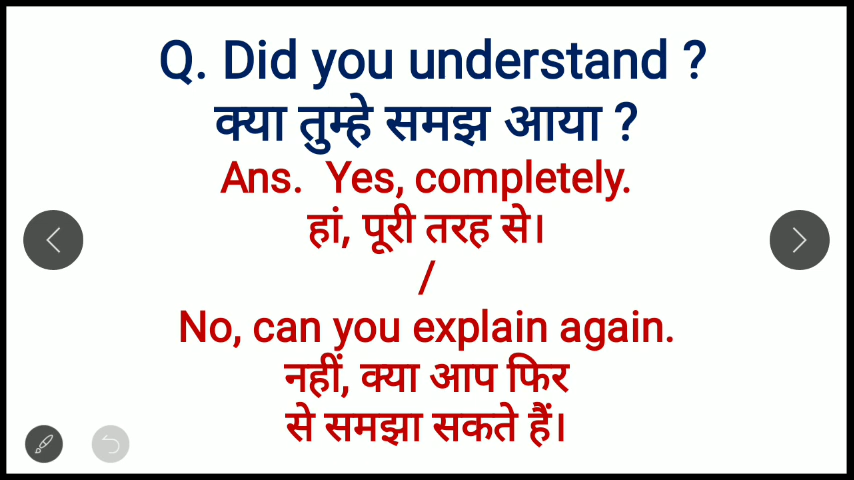 Q. Did you understand ?
क्या तुम्हे समझ आया ?
Ans. Yes, completely.
हां, पूरी तरह से।
/
No, can you explain again.
नहीं, क्या आप फिर
से समझा सकते हैं।